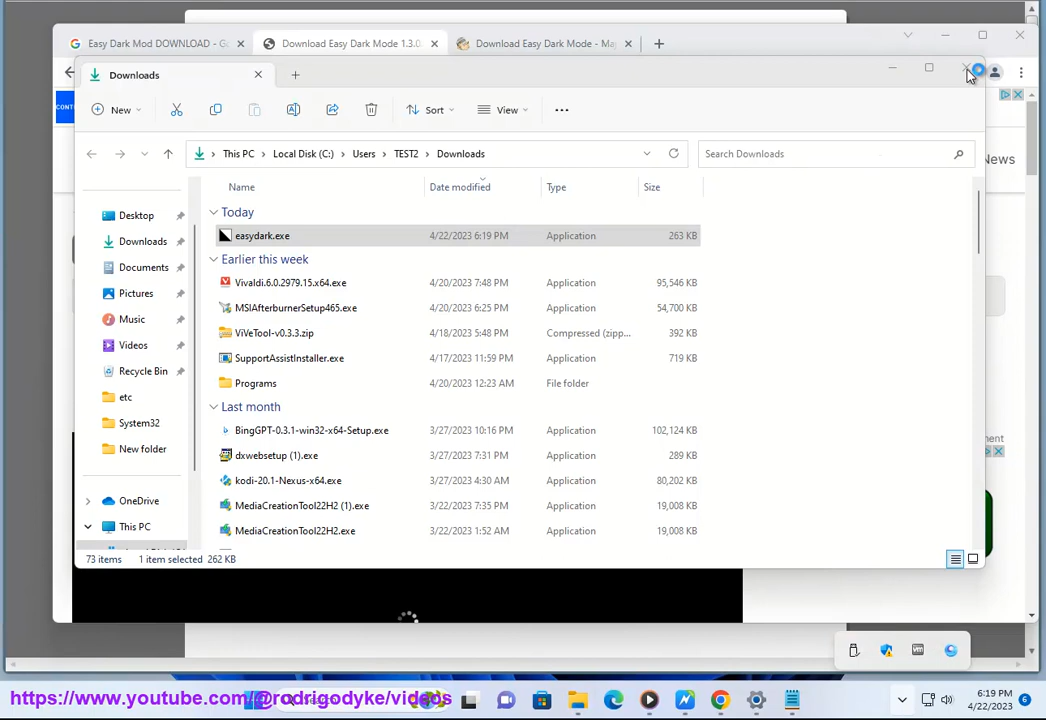 Easy Dark Mod DOWNLOAD - Go
Download Easy Dark Mode 1.3.0.
Download Easy Dark Mode - Ma
Downloads
New
Sort
View
This PC > Local Disk (C:) > Users > TEST2 > Downloads
Search Downloads
News
Name Date modified Type Size
Desktop
Downloads
Documents
Pictures
Music
Videos
Recycle Bin
etc
System32
New folder
OneDrive
This PC
Today
easydark.exe 4/22/2023 6:19 PM Application 263 KB
Earlier this week
Vivaldi.6.0.2979.15.x64.exe 4/20/2023 7:48 PM Application 95,546 KB
MSIAfterburnerSetup465.exe 4/20/2023 6:25 PM Application 54,700 KB
ViVeTool-v0.3.3.zip 4/18/2023 5:48 PM Compressed (zipp... 392 KB
SupportAssistInstaller.exe 4/17/2023 11:59 PM Application 719 KB
Programs 4/20/2023 12:23 AM File folder
Last month
BingGPT-0.3.1-win32-x64-Setup.exe 3/27/2023 10:16 PM Application 102,124 KB
dxwebsetup (1).exe 3/27/2023 7:31 PM Application 289 KB
kodi-20.1-Nexus-x64.exe 3/27/2023 4:30 AM Application 80,202 KB
MediaCreationTool22H2 (1).exe 3/22/2023 7:35 PM Application 19,008 KB
MediaCreationTool22H2.exe 3/22/2023 1:52 AM Application 19,008 KB
ment
73 items 1 item selected 262 KB
https://www.youtube.com/@rodrigodyke/videos
6:19 PM
4/22/2023
6